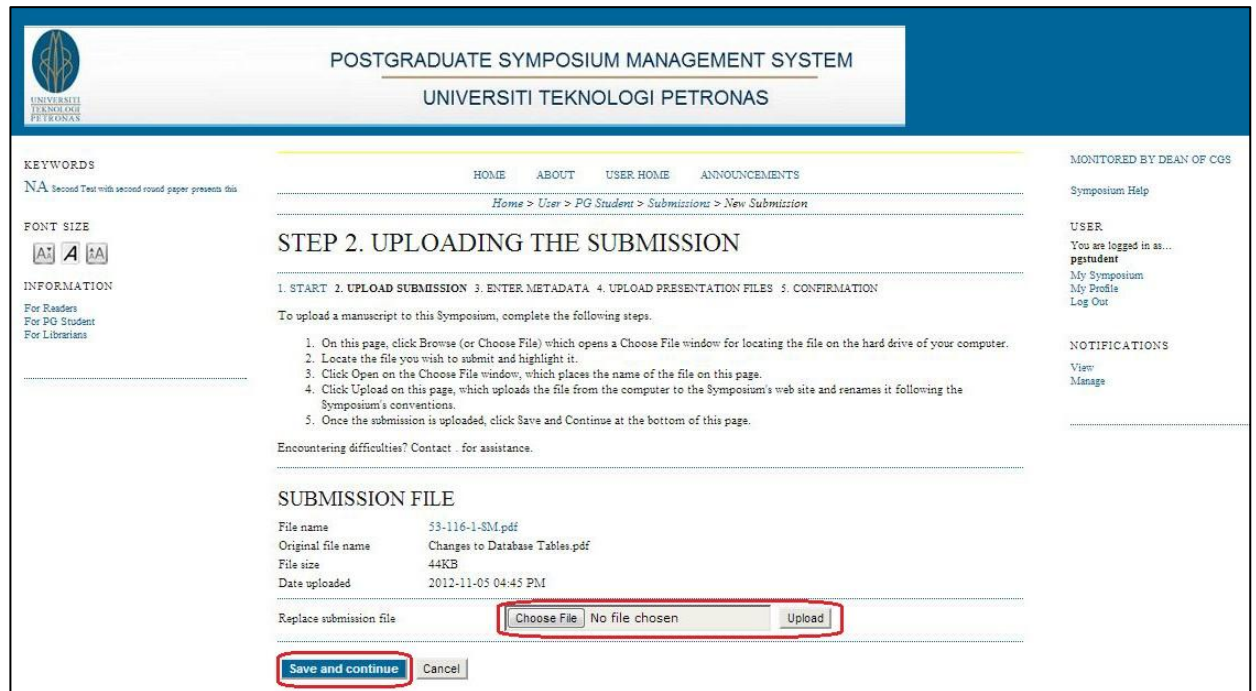 UNIVERSITI
TEKNOLOGI
PETRONAS
POSTGRADUATE SYMPOSIUM MANAGEMENT SYSTEM
UNIVERSITI TEKNOLOGI PETRONAS
KEYWORDS
NA Second Test with second round paper presents this
FONT SIZE
A A A
INFORMATION
For Readers
For PG Student
For Librarians
HOME ABOUT USER HOME ANNOUNCEMENTS
Home > User > PG Student > Submissions > New Submission
STEP 2. UPLOADING THE SUBMISSION
1. START 2. UPLOAD SUBMISSION 3. ENTER METADATA 4. UPLOAD PRESENTATION FILES 5. CONFIRMATION
To upload a manuscript to this Symposium, complete the following steps.
1. On this page, click Browse (or Choose File) which opens a Choose File window for locating the file on the hard drive of your computer.
2. Locate the file you wish to submit and highlight it.
3. Click Open on the Choose File window, which places the name of the file on this page.
4. Click Upload on this page, which uploads the file from the computer to the Symposium's web site and renames it following the
Symposium's conventions.
5. Once the submission is uploaded, click Save and Continue at the bottom of this page.
Encountering difficulties? Contact . for assistance.
SUBMISSION FILE
File name 53-116-1-SM.pdf
Original file name Changes to Database Tables.pdf
File size 44KB
Date uploaded 2012-11-05 04:45 PM
Replace submission file Choose File No file chosen Upload
Save and continue Cancel
MONITORED BY DEAN OF CGS
Symposium Help
USER
You are logged in as...
pgstudent
My Symposium
My Profile
Log Out
NOTIFICATIONS
View
Manage